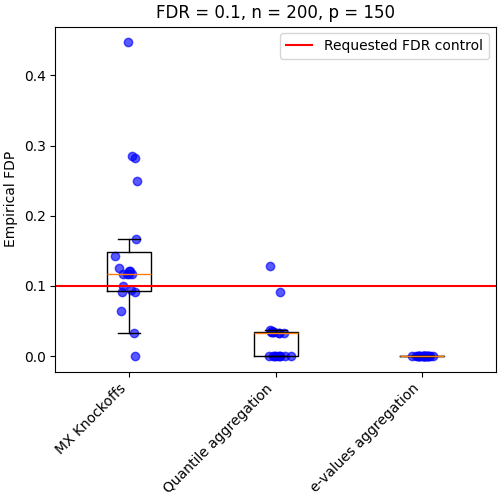 FDR = 0.1, n = 200, p = 150
Requested FDR control
Empirical FDP
0.4
0.3
0.2
0.1
0.0
MX Knockoffs
Quantile aggregation
e-values aggregation